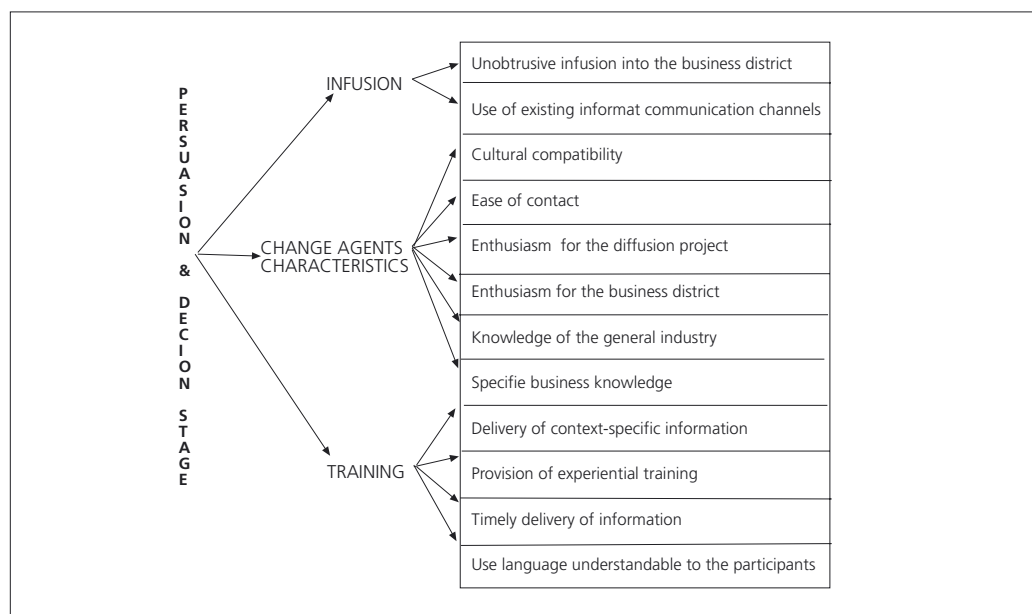 PERSUASION & DECION STAGE
INFUSION
Unobtrusive infusion into the business district
Use of existing informat communication channels
CHANGE AGENTS
CHARACTERISTICS
Cultural compatibility
Ease of contact
Enthusiasm for the diffusion project
Enthusiasm for the business district
Knowledge of the general industry
Specifie business knowledge
TRAINING
Delivery of context-specific information
Provision of experiential training
Timely delivery of information
Use language understandable to the participants